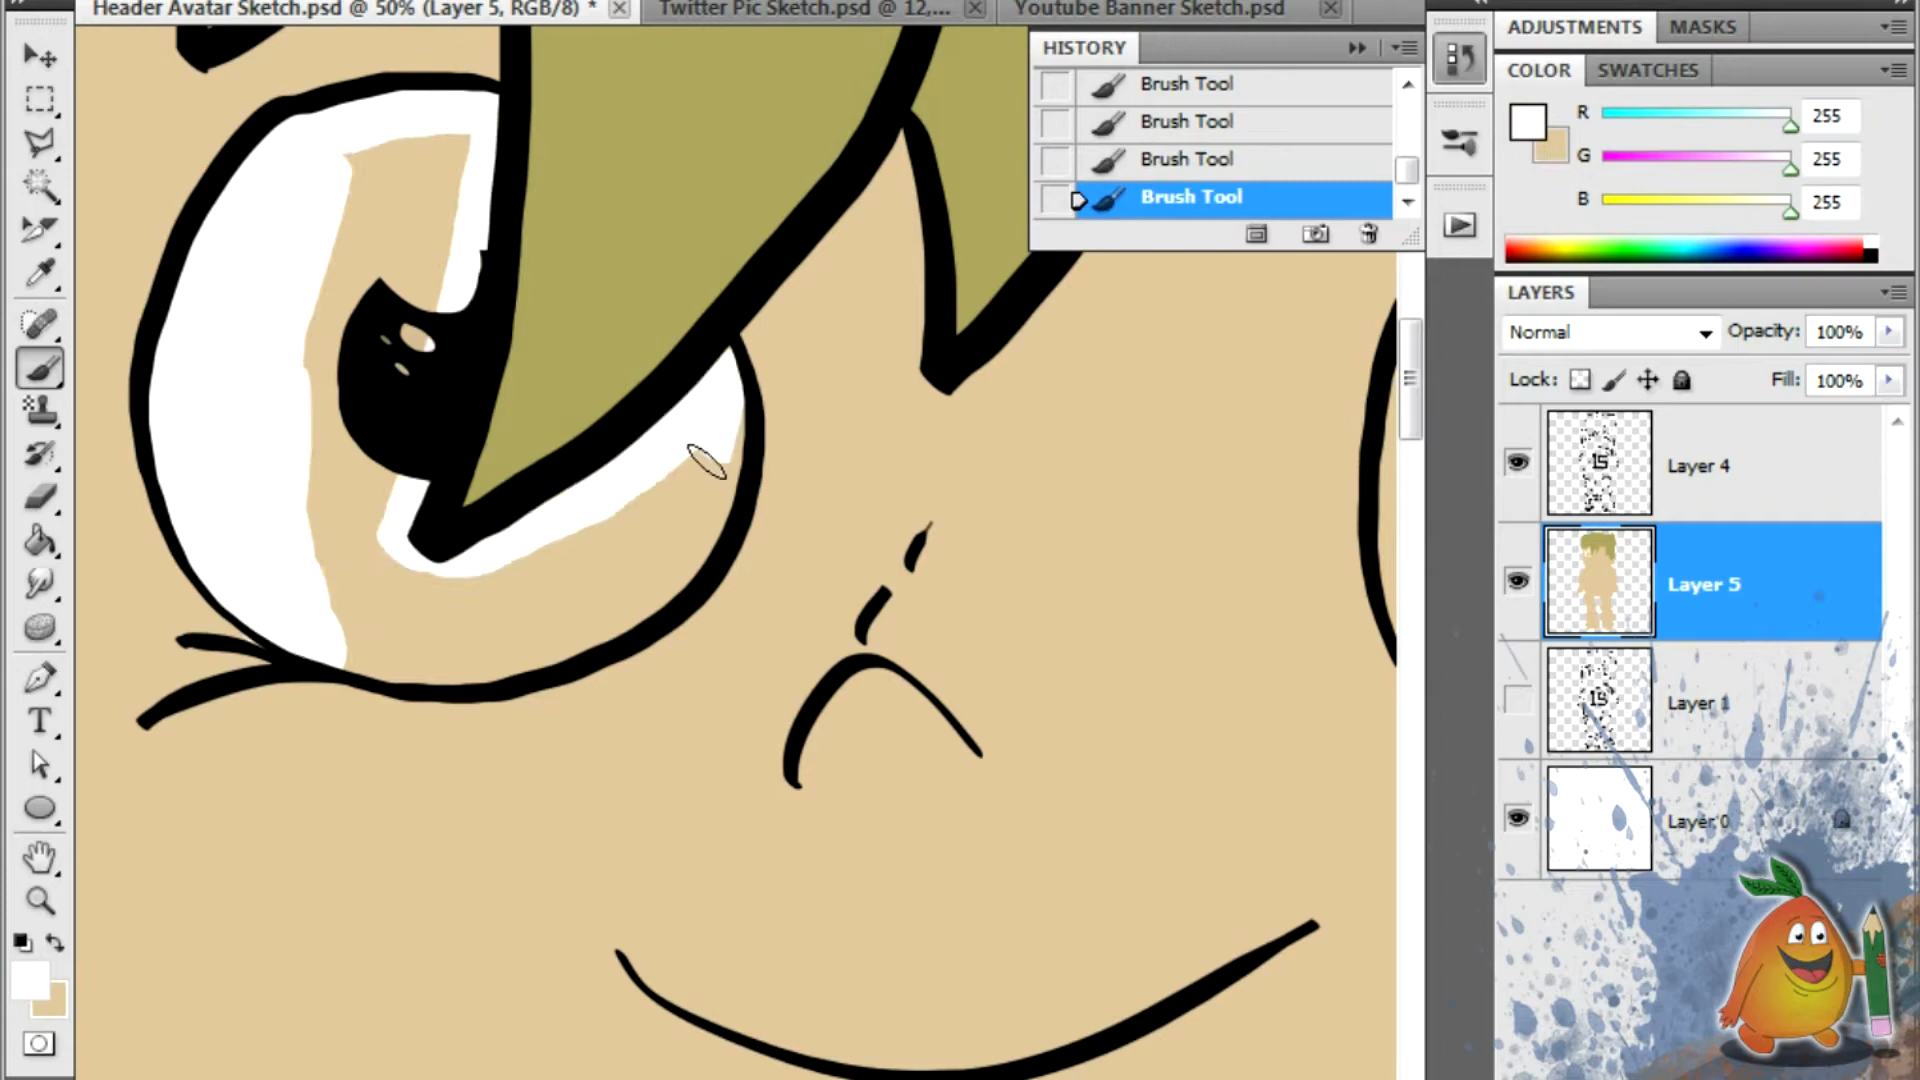 Header Avatar Sketch.psd @ 50% (Layer 5, RGB/8) *
Twitter Pic Sketch.psd @ 12,...
Youtube Banner Sketch.psd
HISTORY
Brush Tool
Brush Tool
Brush Tool
Brush Tool
ADJUSTMENTS
MASKS
COLOR
SWATCHES
R
255
G
255
B
255
LAYERS
Normal
Opacity: 100%
Lock:
Fill: 100%
Layer 4
Layer 5
Layer 1
Layer 0
15
15
T